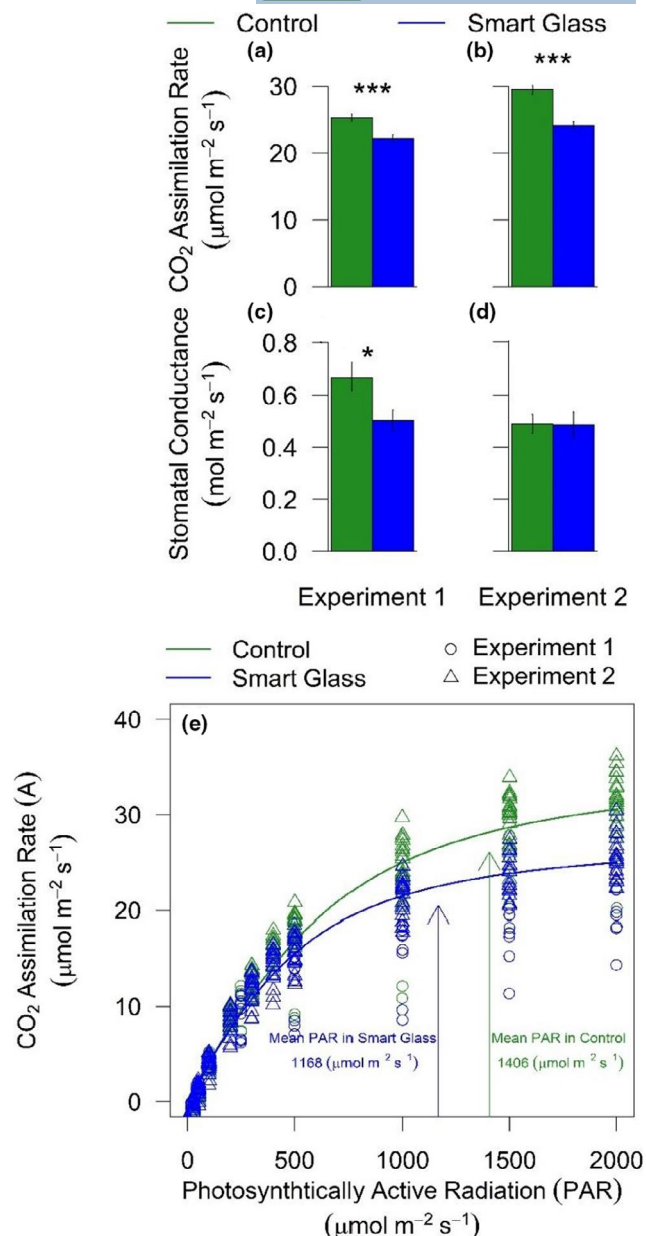 Control Smart Glass
(a) (b)
CO₂ Assimilation Rate
(μmol m⁻² s⁻¹)
30
20
10
0
***
***
(c) (d)
Stomatal Conductance
(mol m⁻² s⁻¹)
0.8
0.6
0.4
0.2
0.0
*
Experiment 1 Experiment 2
Control Experiment 1
Smart Glass Experiment 2
(e)
CO₂ Assimilation Rate (A)
(μmol m⁻² s⁻¹)
40
30
20
10
0
Mean PAR in Smart Glass
1168 (μmol m⁻² s⁻¹)
Mean PAR in Control
1406 (μmol m⁻² s⁻¹)
0 500 1000 1500 2000
Photosynthtically Active Radiation (PAR)
(μmol m⁻² s⁻¹)